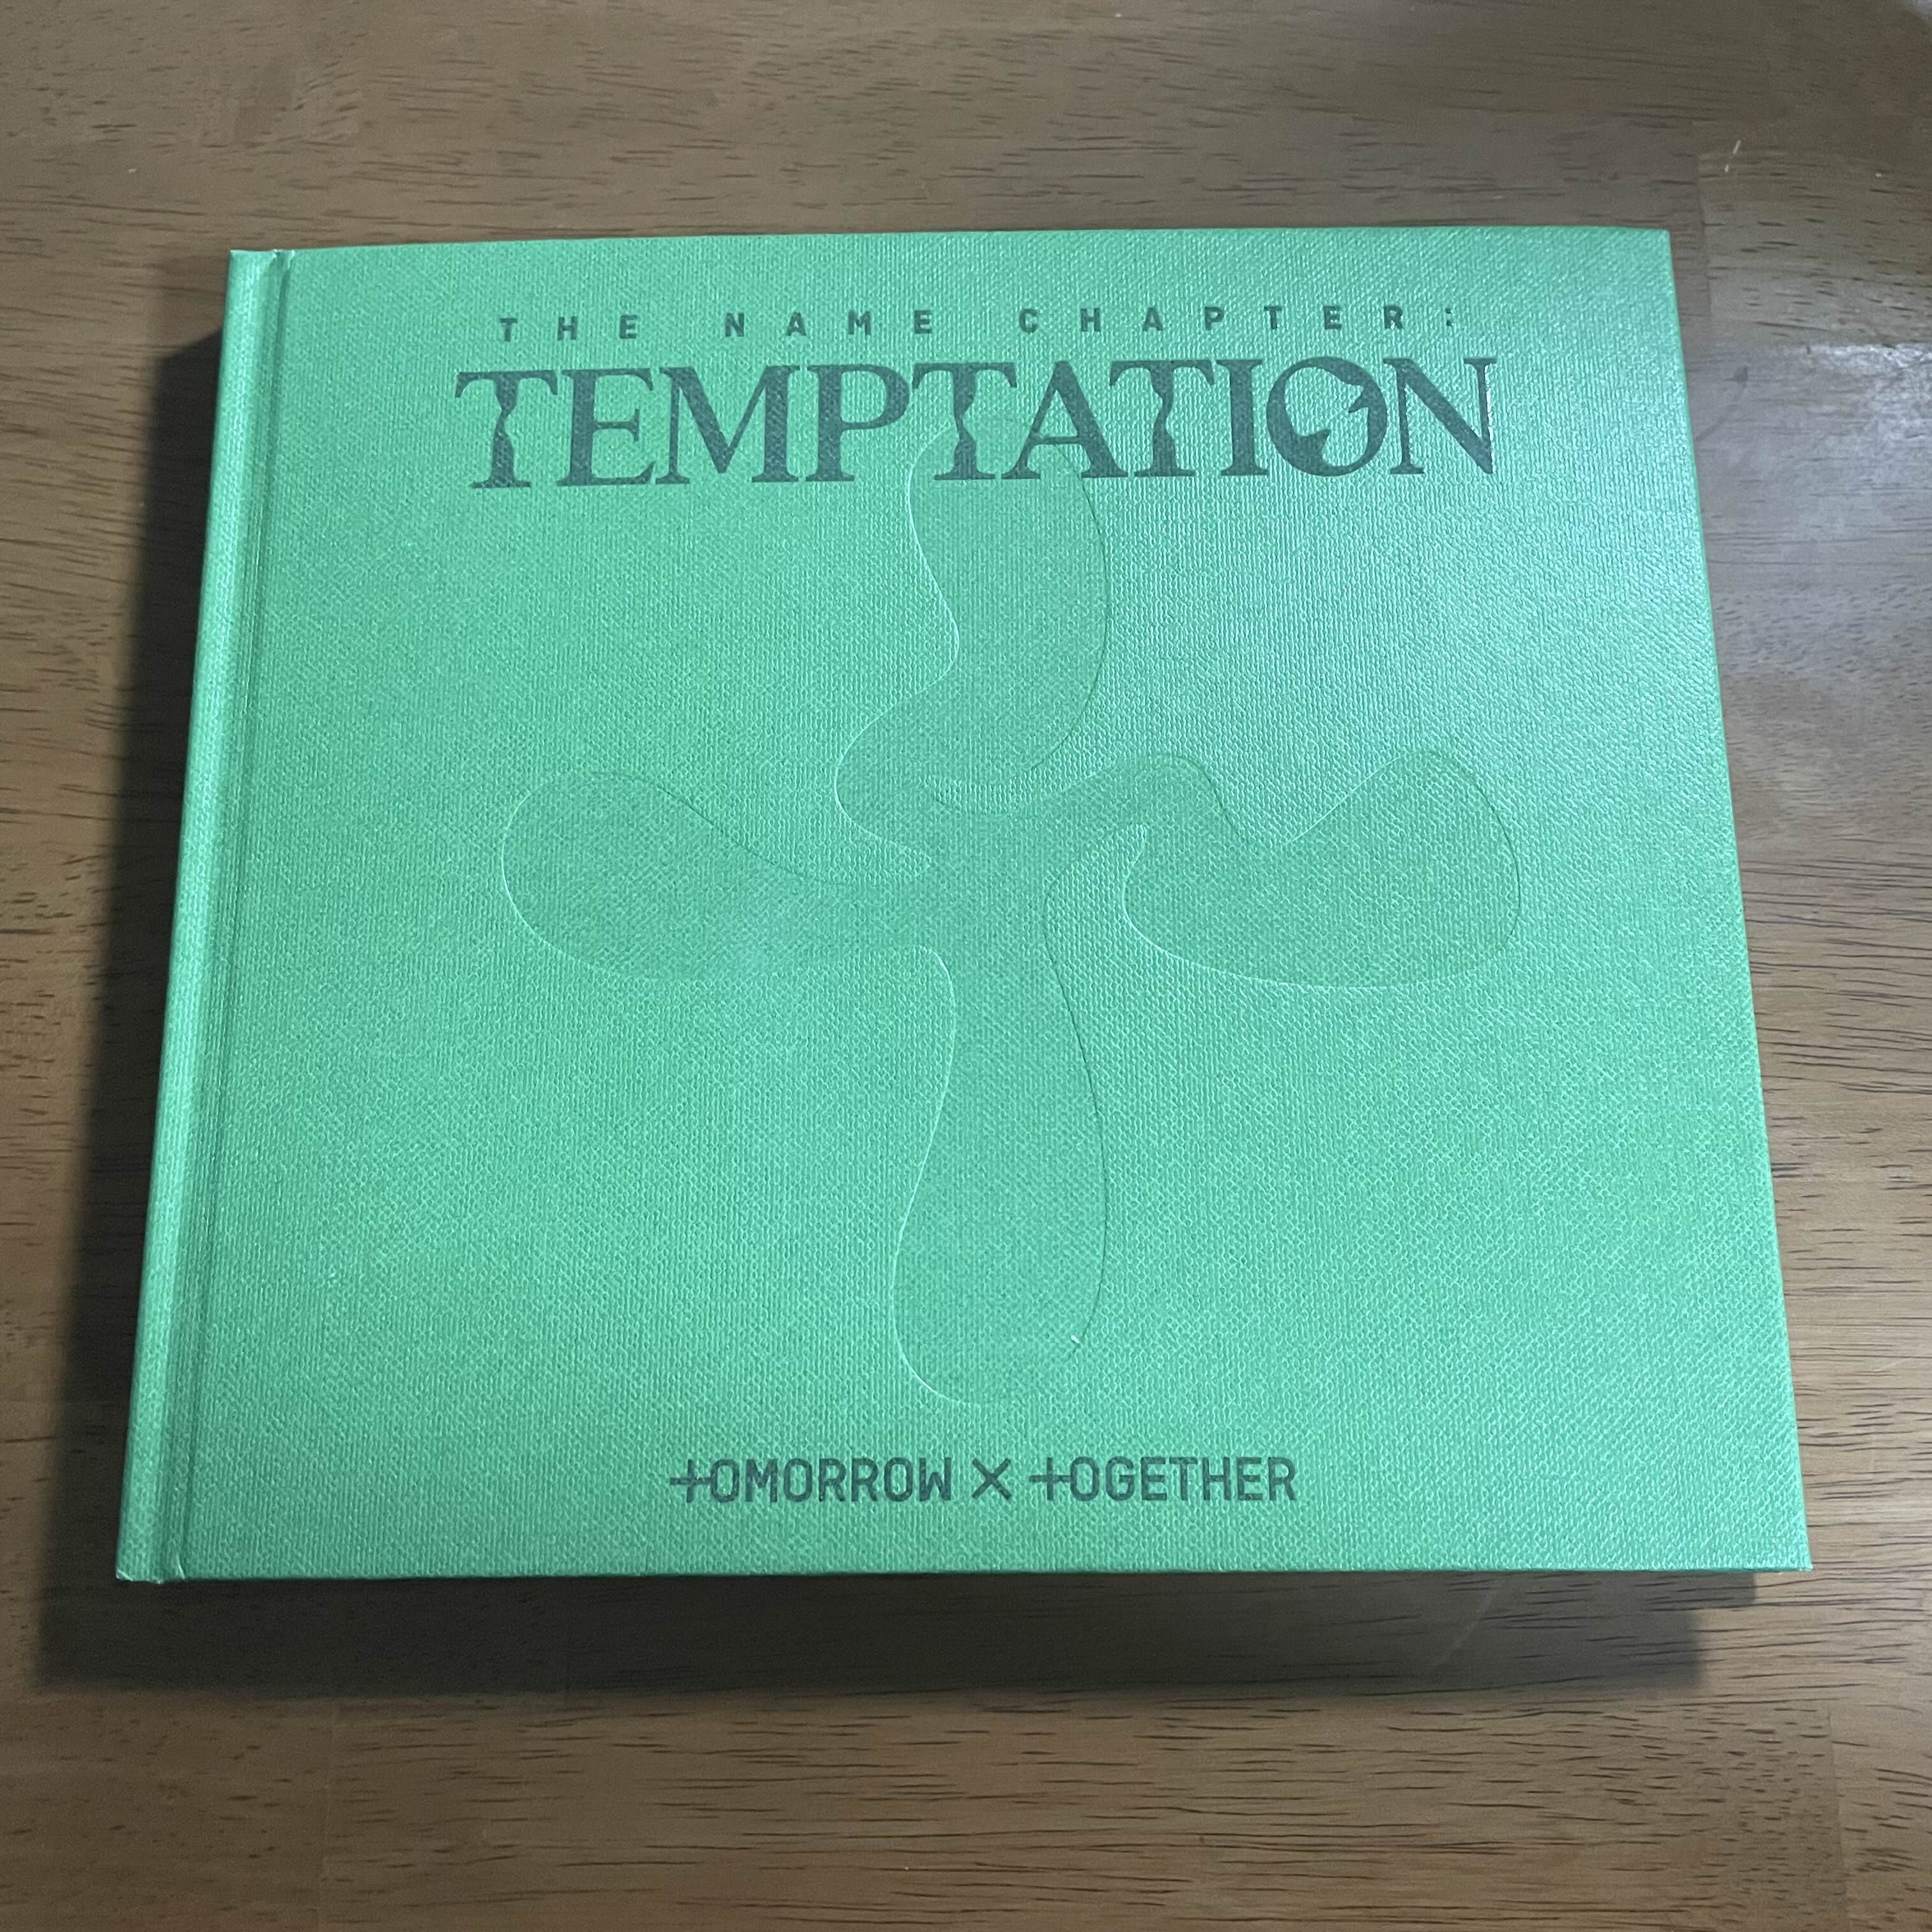 THE NAME CHAPTER:
TEMPTATION
TOMORROW X TOGETHER